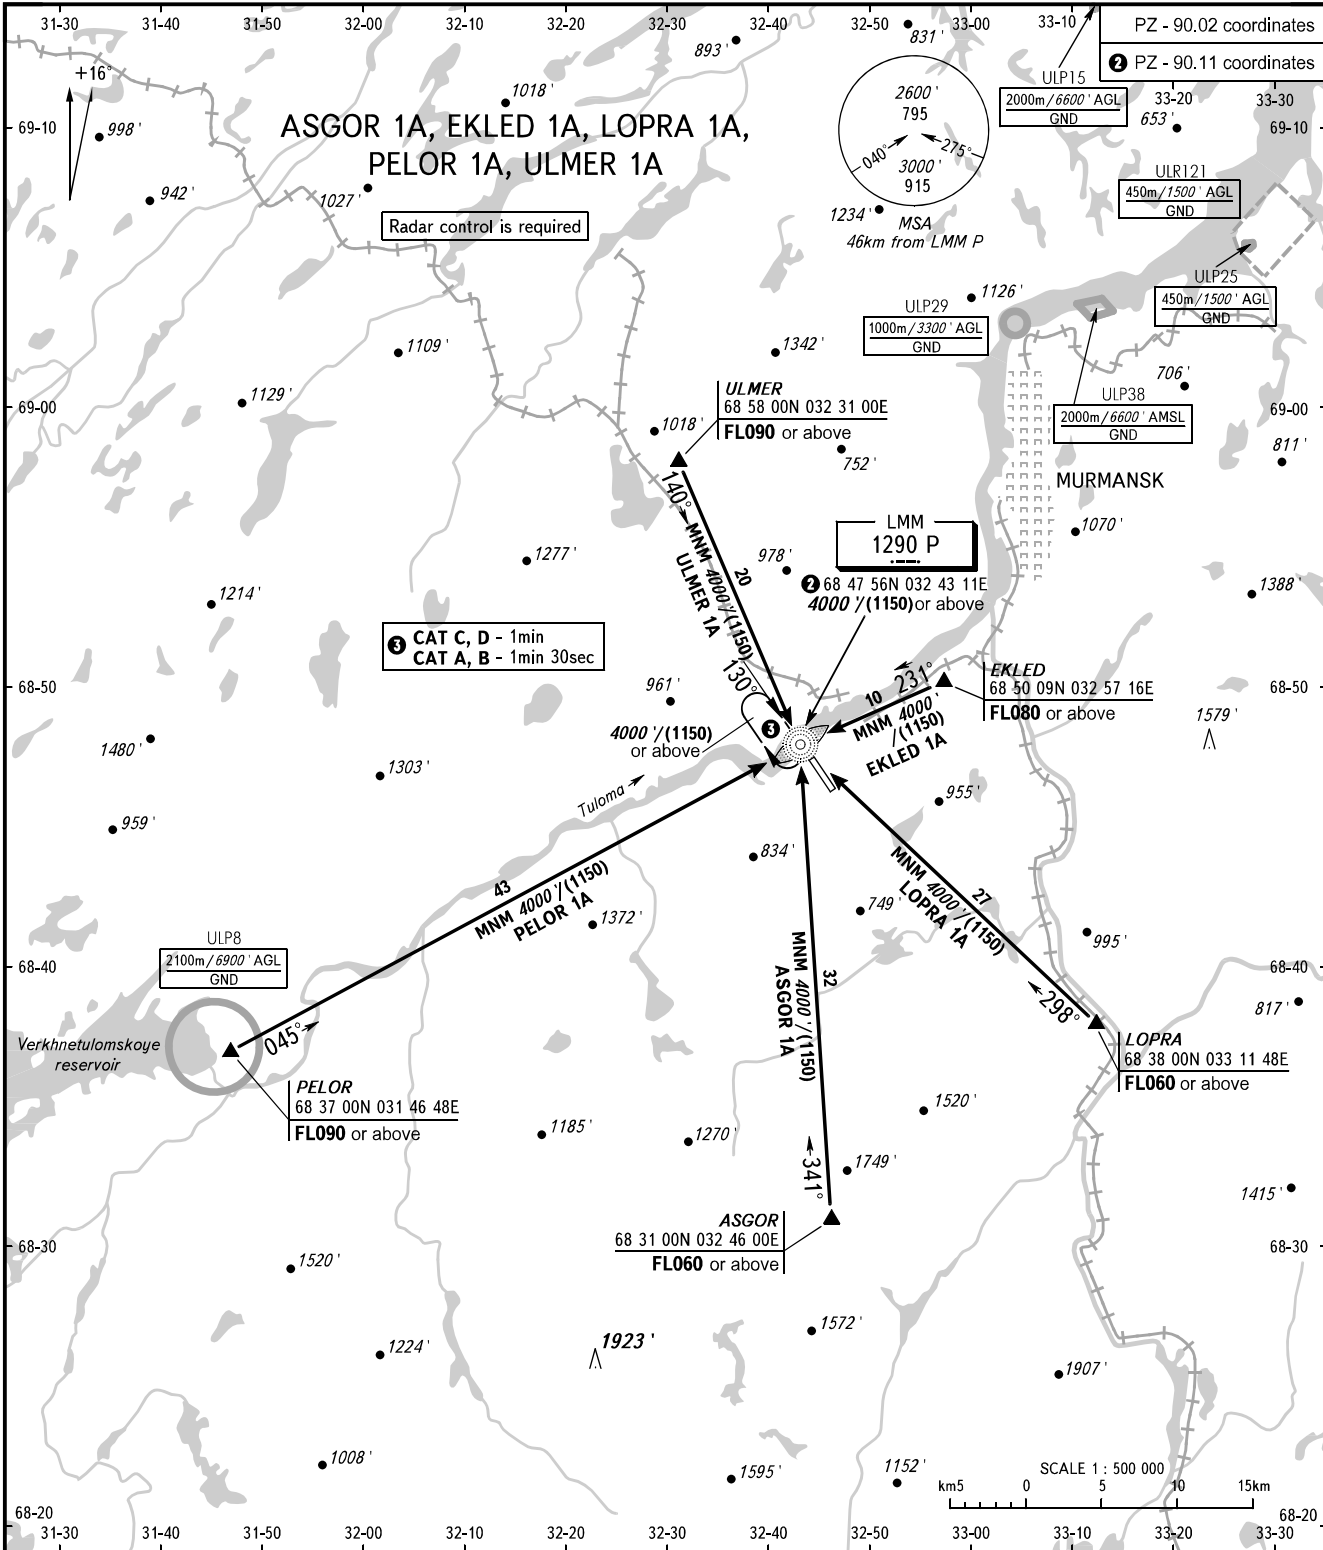 31-30 31-40 31-50 32-00 32-10 32-20 32-30 32-40 32-50 33-00 33-10
PZ - 90.02 coordinates
2 PZ - 90.11 coordinates
33-20 33-30
+16°
893'
831'
ULP15
2000m/6600' AGL
GND
653'
69-10
69-10
998'
1018'
ASGOR 1A, EKLED 1A, LOPRA 1A,
PELOR 1A, ULMER 1A
2600'
795
040°
275°
3000'
915
MSA
46km from LMM P
942'
1027'
1234'
Radar control is required
ULR121
450m/1500' AGL
GND
ULP25
450m/1500' AGL
GND
ULP29
1000m/3300' AGL
GND
1126'
1109'
1342'
1129'
706'
ULP38
2000m/6600' AMSL
GND
69-00
69-00
ULMER
68 58 00N 032 31 00E
FL090 or above
1018'
752'
811'
MURMANSK
140°
MNM 4000'/(1150)
ULMER 1A
20
LMM
1290 P
2 68 47 56N 032 43 11E
4000'/(1150) or above
1070'
1277'
978'
1214'
1388'
3 CAT C, D - 1min
CAT A, B - 1min 30sec
130°
961'
4000'/(1150)
or above
3
68-50
68-50
231°
10
MNM 4000'
/(1150)
EKLED 1A
EKLED
68 50 09N 032 57 16E
FL080 or above
1579'
1480'
1303'
Tuloma
955'
959'
834'
43
MNM 4000'/(1150)
PELOR 1A
1372'
749'
27
MNM 4000'/(1150)
LOPRA 1A
995'
ULP8
2100m/6900' AGL
GND
68-40
68-40
32
MNM 4000'/(1150)
ASGOR 1A
817'
298°
045°
Verkhnetulomskoye
reservoir
LOPRA
68 38 00N 033 11 48E
FL060 or above
PELOR
68 37 00N 031 46 48E
FL090 or above
1520'
1185'
1270'
341°
1749'
1415'
ASGOR
68 31 00N 032 46 00E
FL060 or above
68-30
68-30
1520'
1572'
1224'
1923'
1907'
1008'
1595'
1152'
SCALE 1 : 500 000
km5 0 5 10 15km
68-20
68-20
31-30 31-40 31-50 32-00 32-10 32-20 32-30 32-40 32-50 33-00 33-10 33-20 33-30